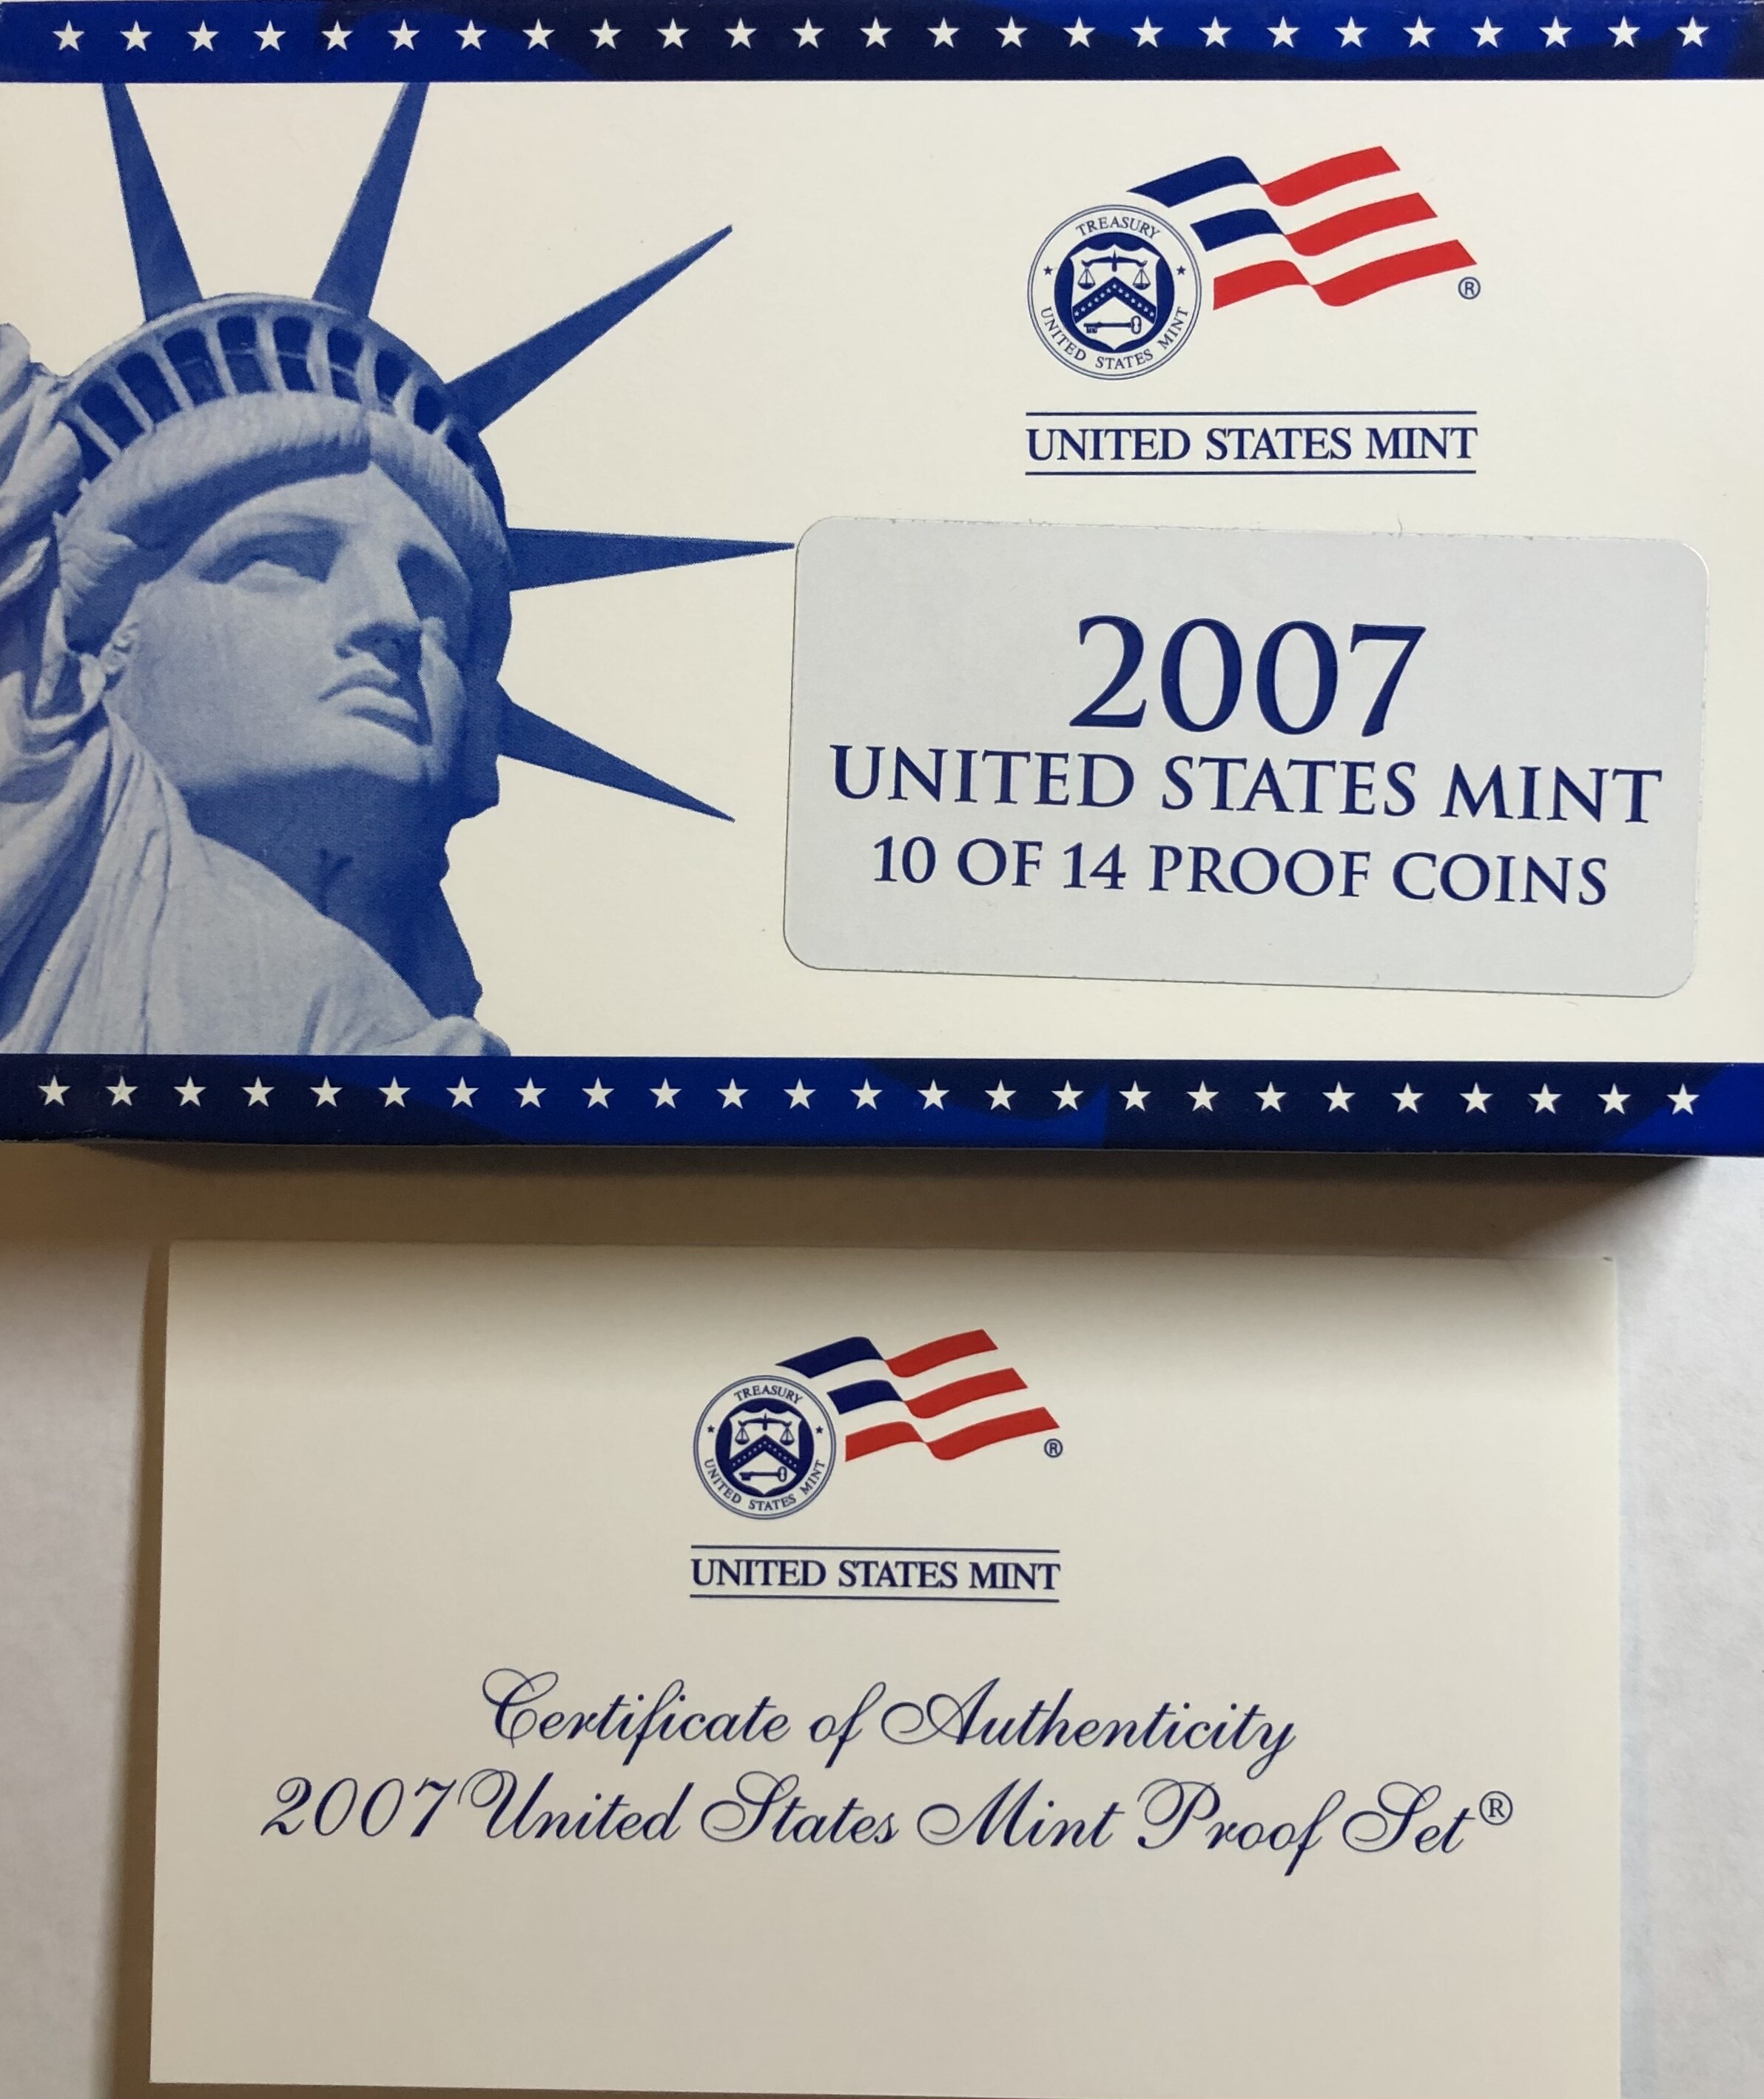 TREASURY
UNITED STATES MINT
®
UNITED STATES MINT
2007
UNITED STATES MINT
10 OF 14 PROOF COINS
TREASURY
UNITED STATES MINT
®
UNITED STATES MINT
Certificate of Authenticity
2007 United States Mint Proof Set®